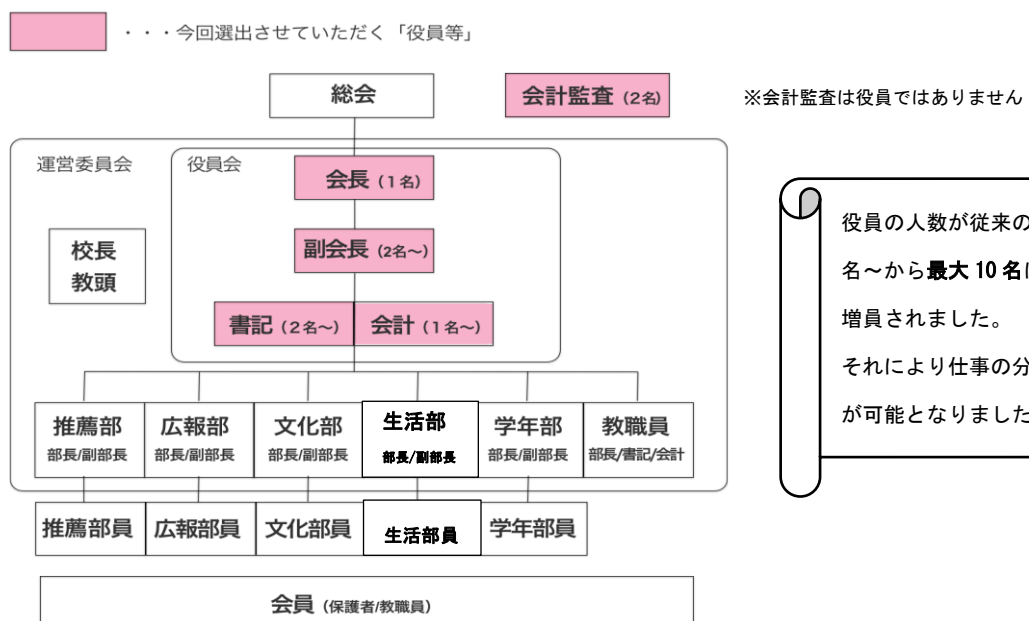 ・・・今回選出させていただく「役員等」
総会
会計監査（2名）
※会計監査は役員ではありません
運営委員会
役員会
会長（1名）
校長
教頭
副会長（2名～）
書記（2名～）
会計（1名～）
役員の人数が従来の
名～から最大 10 名
増員されました。
それにより仕事の分
が可能となりました
推薦部
部長/副部長
広報部
部長/副部長
文化部
部長/副部長
生活部
部長/副部長
学年部
部長/副部長
教職員
部長/書記/会計
推薦部員
広報部員
文化部員
生活部員
学年部員
会員（保護者/教職員）